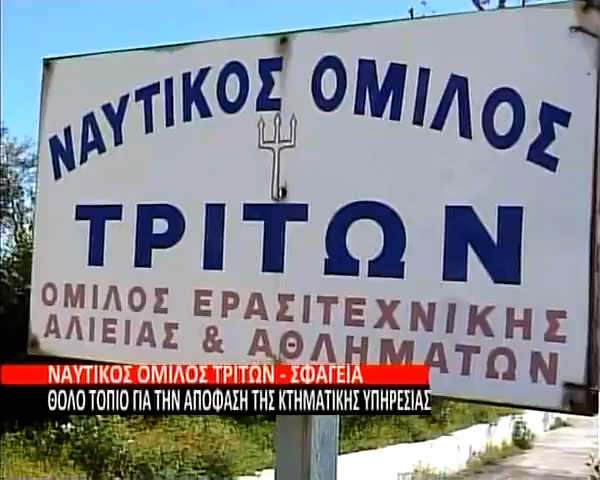 ΝΑΥΤΙΚΟΣ ΟΜΙΛΟΣ
ΤΡΙΤΩΝ
ΟΜΙΛΟΣ ΕΡΑΣΙΤΕΧΝΙΚΗΣ
ΑΛΙΕΙΑΣ & ΑΘΛΗΜΑΤΩΝ
ΝΑΥΤΙΚΟΣ ΟΜΙΛΟΣ ΤΡΙΤΩΝ - ΣΦΑΓΕΙΑ
ΘΟΛΟ ΤΟΠΙΟ ΓΙΑ ΤΗΝ ΑΠΟΦΑΣΗ ΤΗΣ ΚΤΗΜΑΤΙΚΗΣ ΥΠΗΡΕΣΙΑΣ